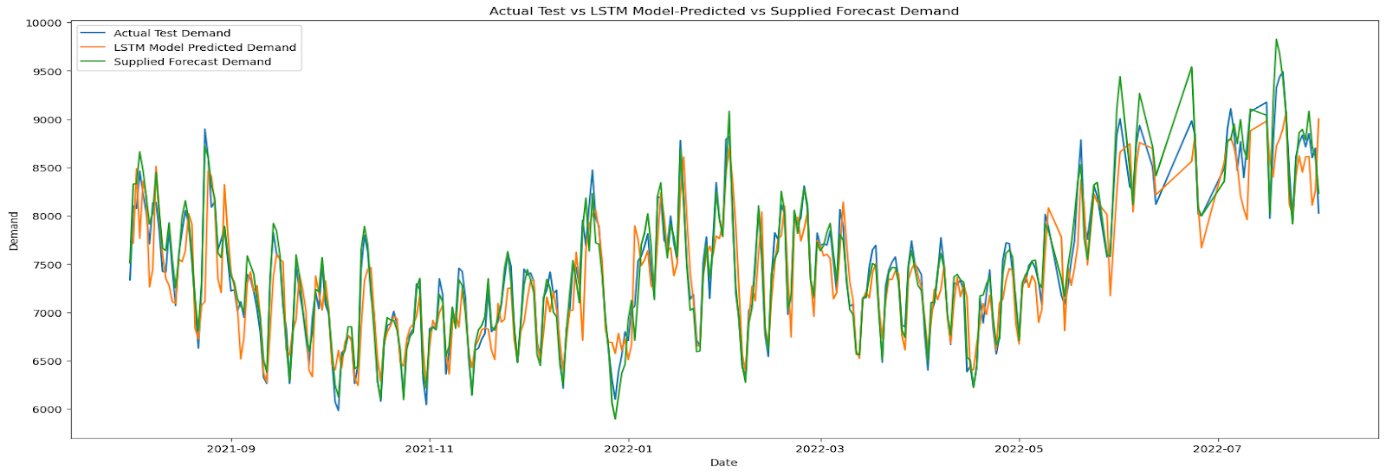 Actual Test vs LSTM Model-Predicted vs Supplied Forecast Demand
Actual Test Demand
LSTM Model Predicted Demand
Supplied Forecast Demand
Demand
10000
9500
9000
8500
8000
7500
7000
6500
6000
2021-09 2021-11 2022-01 2022-03 2022-05 2022-07
Date